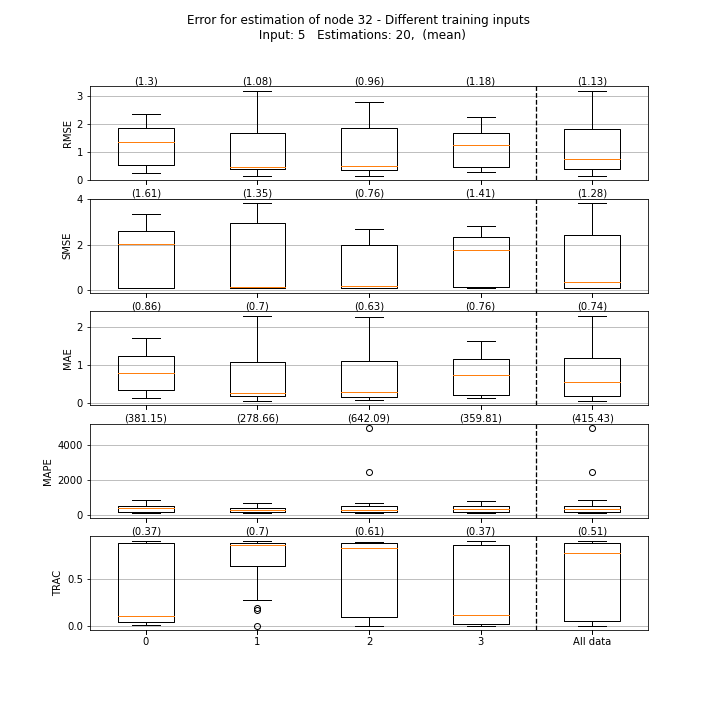 Error for estimation of node 32 - Different training inputs
Input: 5   Estimations: 20,  (mean)
(1.3) (1.08) (0.96) (1.18) (1.13)
3
2
1
0
RMSE
(1.61) (1.35) (0.76) (1.41) (1.28)
4
2
0
SMSE
(0.86) (0.7) (0.63) (0.76) (0.74)
2
1
0
MAE
(381.15) (278.66) (642.09) (359.81) (415.43)
4000
2000
0
MAPE
(0.37) (0.7) (0.61) (0.37) (0.51)
0.5
0.0
TRAC
0 1 2 3 All data